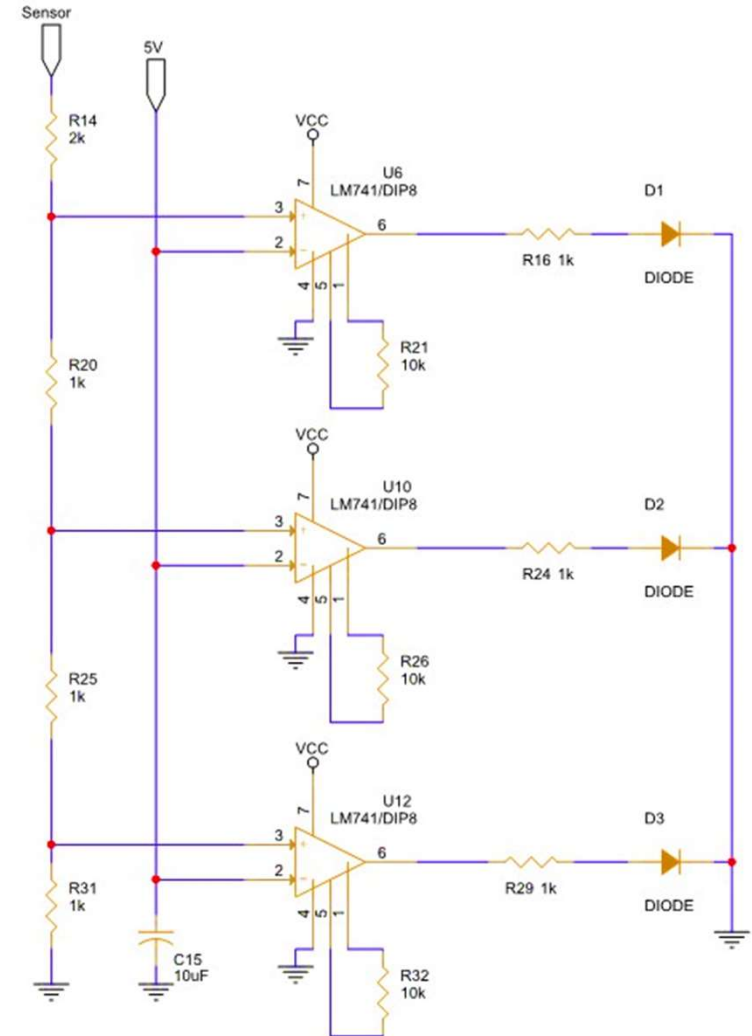 Sensor
5V
R14
2k
VCC
7
U6
LM741/DIP8
3
+
2
−
6
4
5
1
R16 1k
D1
DIODE
R21
10k
R20
1k
VCC
7
U10
LM741/DIP8
3
+
2
−
6
4
5
1
R24 1k
D2
DIODE
R26
10k
R25
1k
VCC
7
U12
LM741/DIP8
3
+
2
−
6
4
5
1
R29 1k
D3
DIODE
R31
1k
C15
10uF
R32
10k